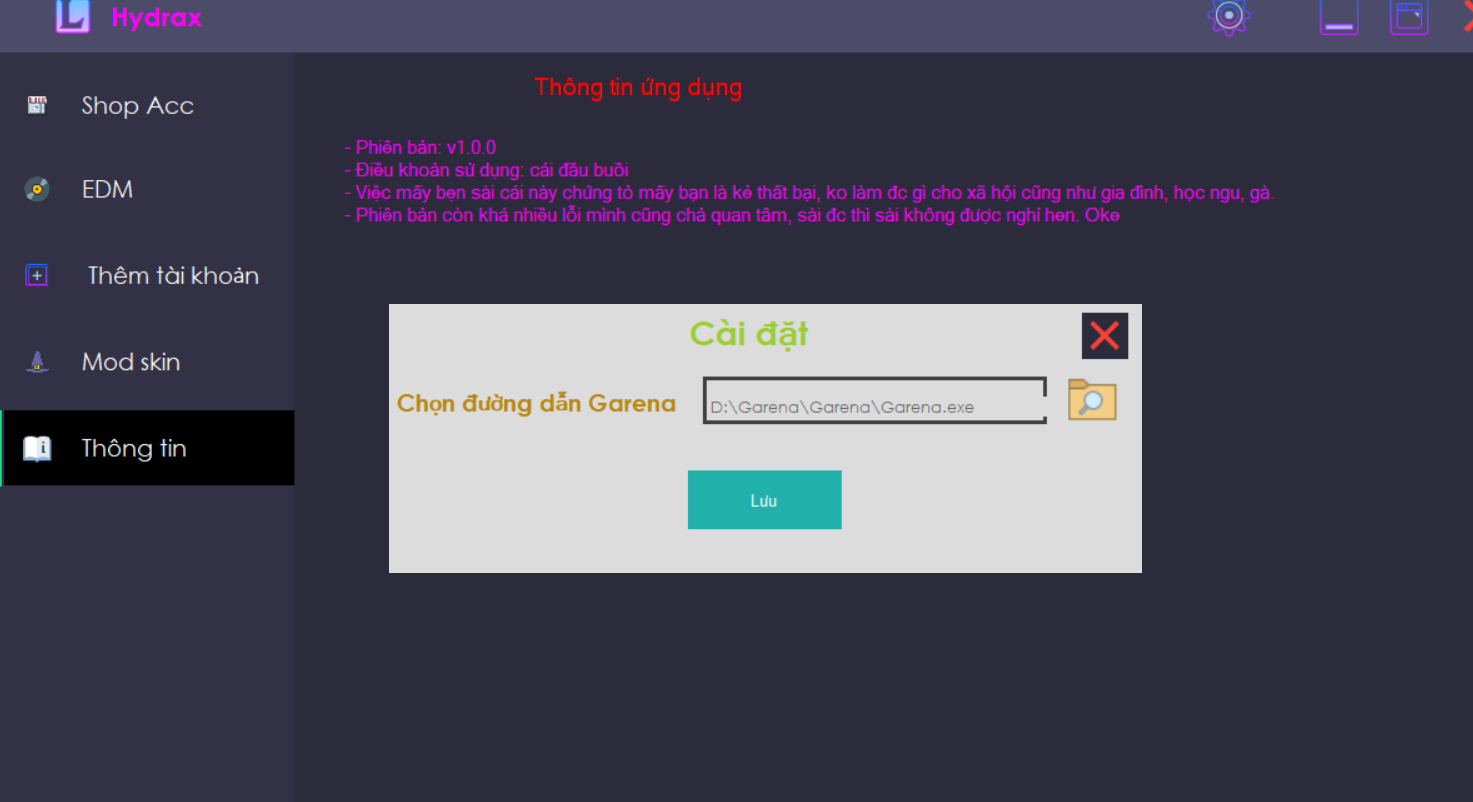 Hydrax
Shop Acc
EDM
Thêm tài khoản
Mod skin
Thông tin
Thông tin ứng dụng
- Phiên bản: v1.0.0
- Điều khoản sử dụng: cái đầu buồi
- Việc mấy bẹn sài cái này chứng tỏ mấy bạn là kẻ thất bại, ko làm đc gì cho xã hội cũng như gia đình, học ngu, gà.
- Phiên bản còn khá nhiều lỗi mình cũng chả quan tâm, sài đc thì sài không được nghỉ hen. Oke
Cài đặt
Chọn đường dẫn Garena
D:\Garena\Garena\Garena.exe
Lưu